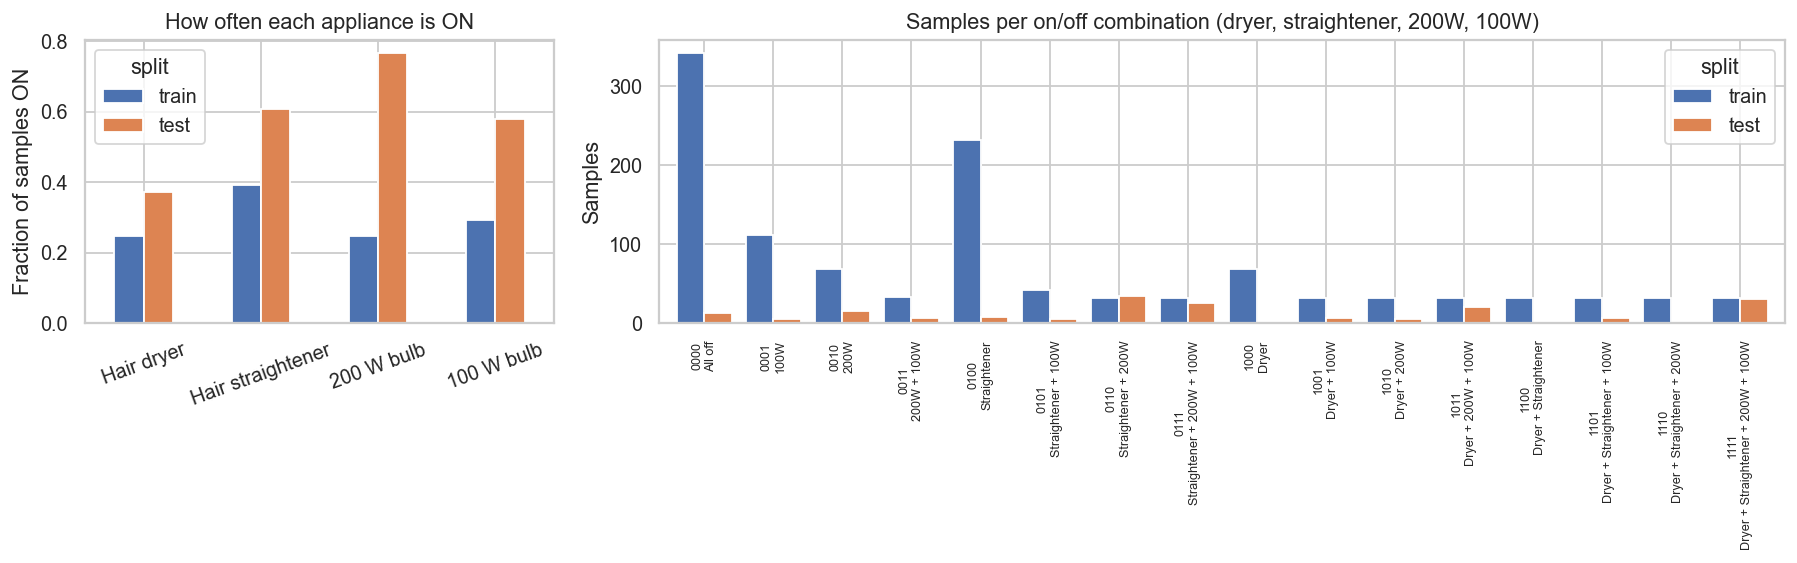 How often each appliance is ON
Fraction of samples ON
0.8
0.6
0.4
0.2
0.0
split
train
test
Hair dryer
Hair straightener
200 W bulb
100 W bulb
Samples per on/off combination (dryer, straightener, 200W, 100W)
Samples
300
200
100
0
split
train
test
0000
All off
0001
100W
0010
200W
0011
200W + 100W
0100
Straightener
0101
Straightener + 100W
0110
Straightener + 200W
0111
Straightener + 200W + 100W
1000
Dryer
1001
Dryer + 100W
1010
Dryer + 200W
1011
Dryer + 200W + 100W
1100
Dryer + Straightener
1101
Dryer + Straightener + 100W
1110
Dryer + Straightener + 200W
1111
Dryer + Straightener + 200W + 100W